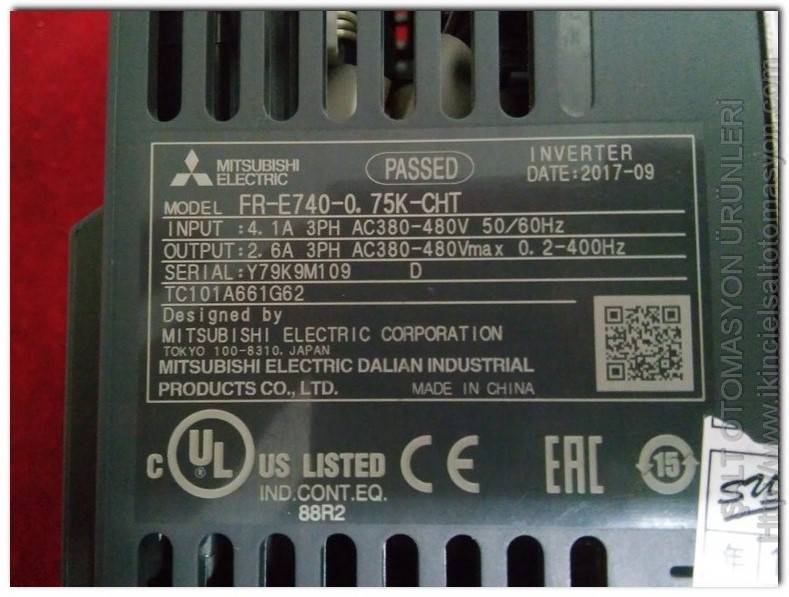 MITSUBISHI
ELECTRIC
PASSED
INVERTER
DATE:2017-09
MODEL FR-E740-0.75K-CHT
INPUT :4.1A 3PH AC380-480V 50/60Hz
OUTPUT:2.6A 3PH AC380-480Vmax 0.2-400Hz
SERIAL:Y79K9M109 D
TC101A661G62
Designed by
MITSUBISHI ELECTRIC CORPORATION
TOKYO 100-8310, JAPAN
MITSUBISHI ELECTRIC DALIAN INDUSTRIAL
PRODUCTS CO., LTD. MADE IN CHINA
C UL ® US LISTED CE EAC 15
IND.CONT.EQ.
88R2
SALT OTOMASYON ÜRÜNLERİ
Http://www.ikincielsaltotomasyon.com